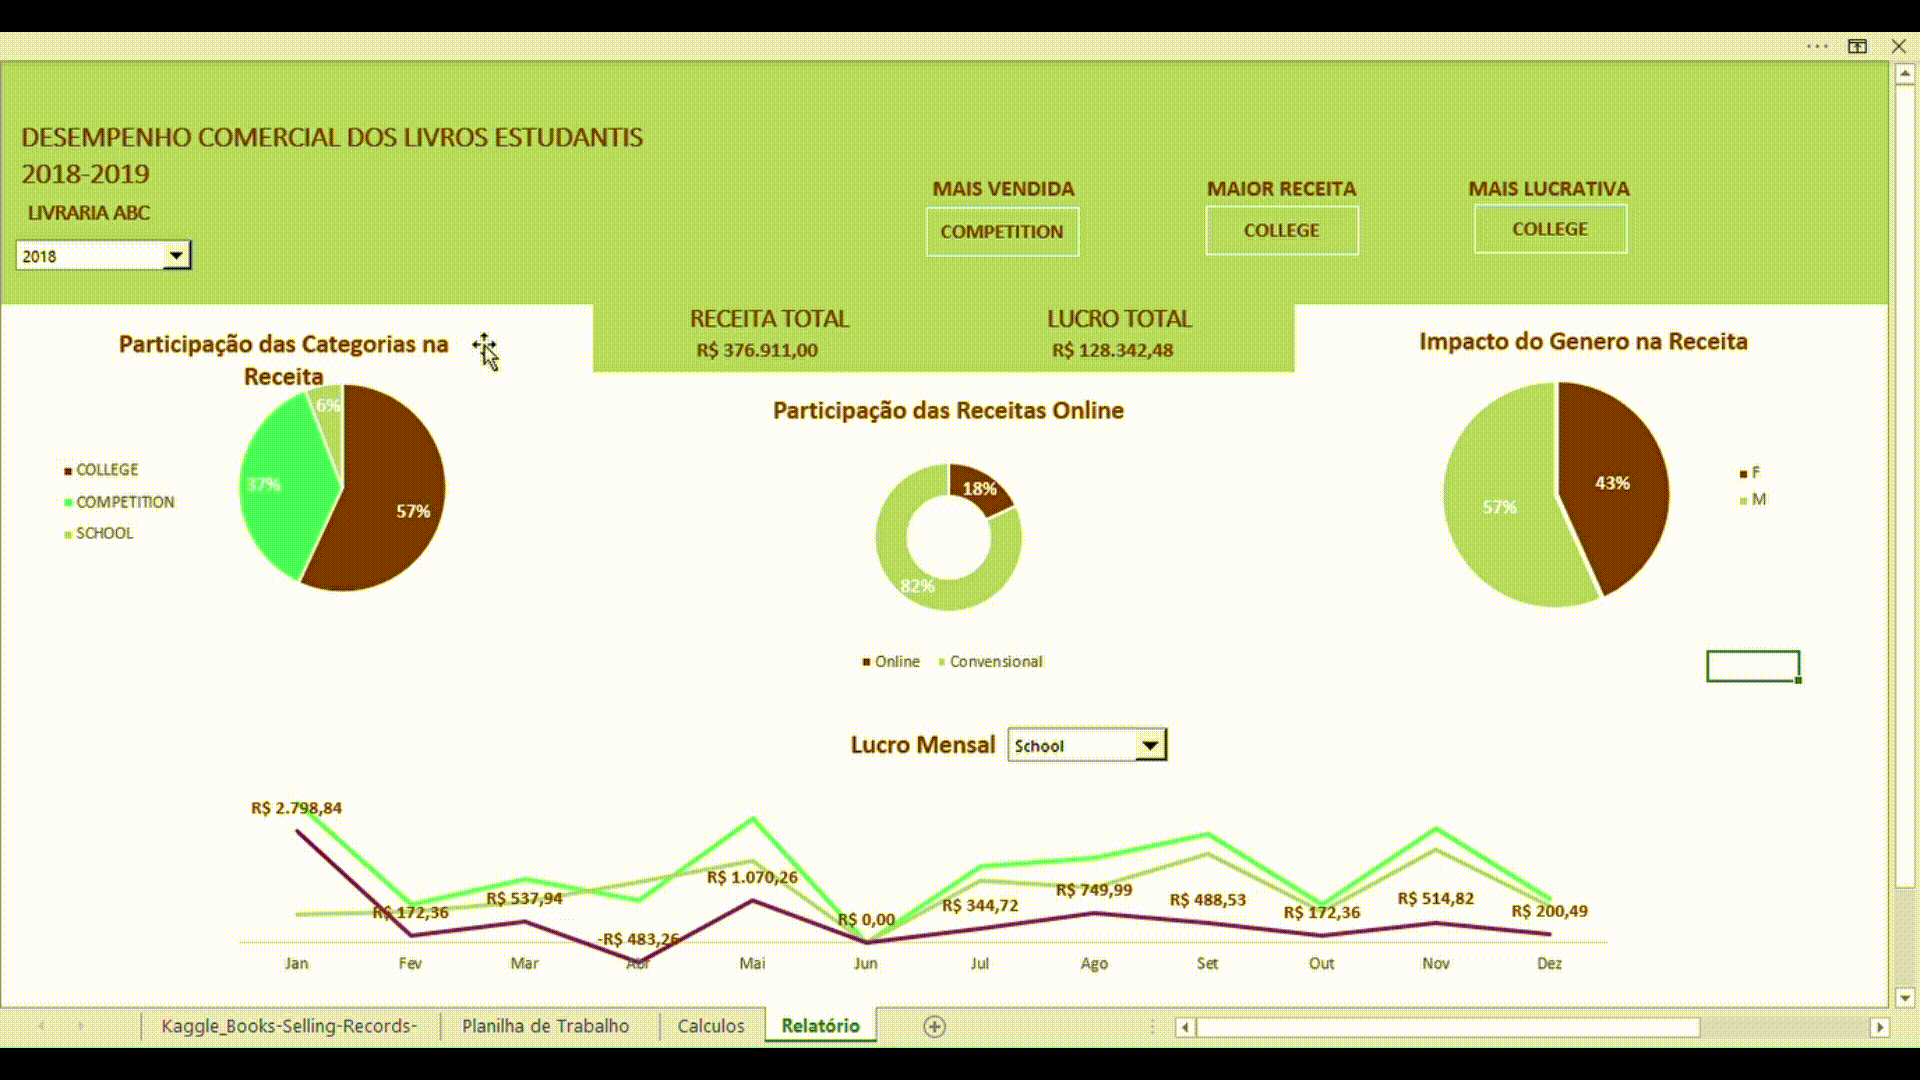 DESEMPENHO COMERCIAL DOS LIVROS ESTUDANTIS
2018-2019
LIVRARIA ABC
2018
MAIS VENDIDA
COMPETITION
MAIOR RECEITA
COLLEGE
MAIS LUCRATIVA
COLLEGE
RECEITA TOTAL
R$ 376.911,00
LUCRO TOTAL
R$ 128.342,48
Participação das Categorias na
Receita
COLLEGE
COMPETITION
SCHOOL
6%
37%
57%
Participação das Receitas Online
18%
82%
Online
Convensional
Impacto do Genero na Receita
43%
57%
F
M
Lucro Mensal
School
R$ 2.798,84
R$ 172,36
R$ 537,94
-R$ 483,26
R$ 1.070,26
R$ 0,00
R$ 344,72
R$ 749,99
R$ 488,53
R$ 172,36
R$ 514,82
R$ 200,49
Jan
Fev
Mar
Abr
Mai
Jun
Jul
Ago
Set
Out
Nov
Dez
Kaggle_Books-Selling-Records-
Planilha de Trabalho
Calculos
Relatório